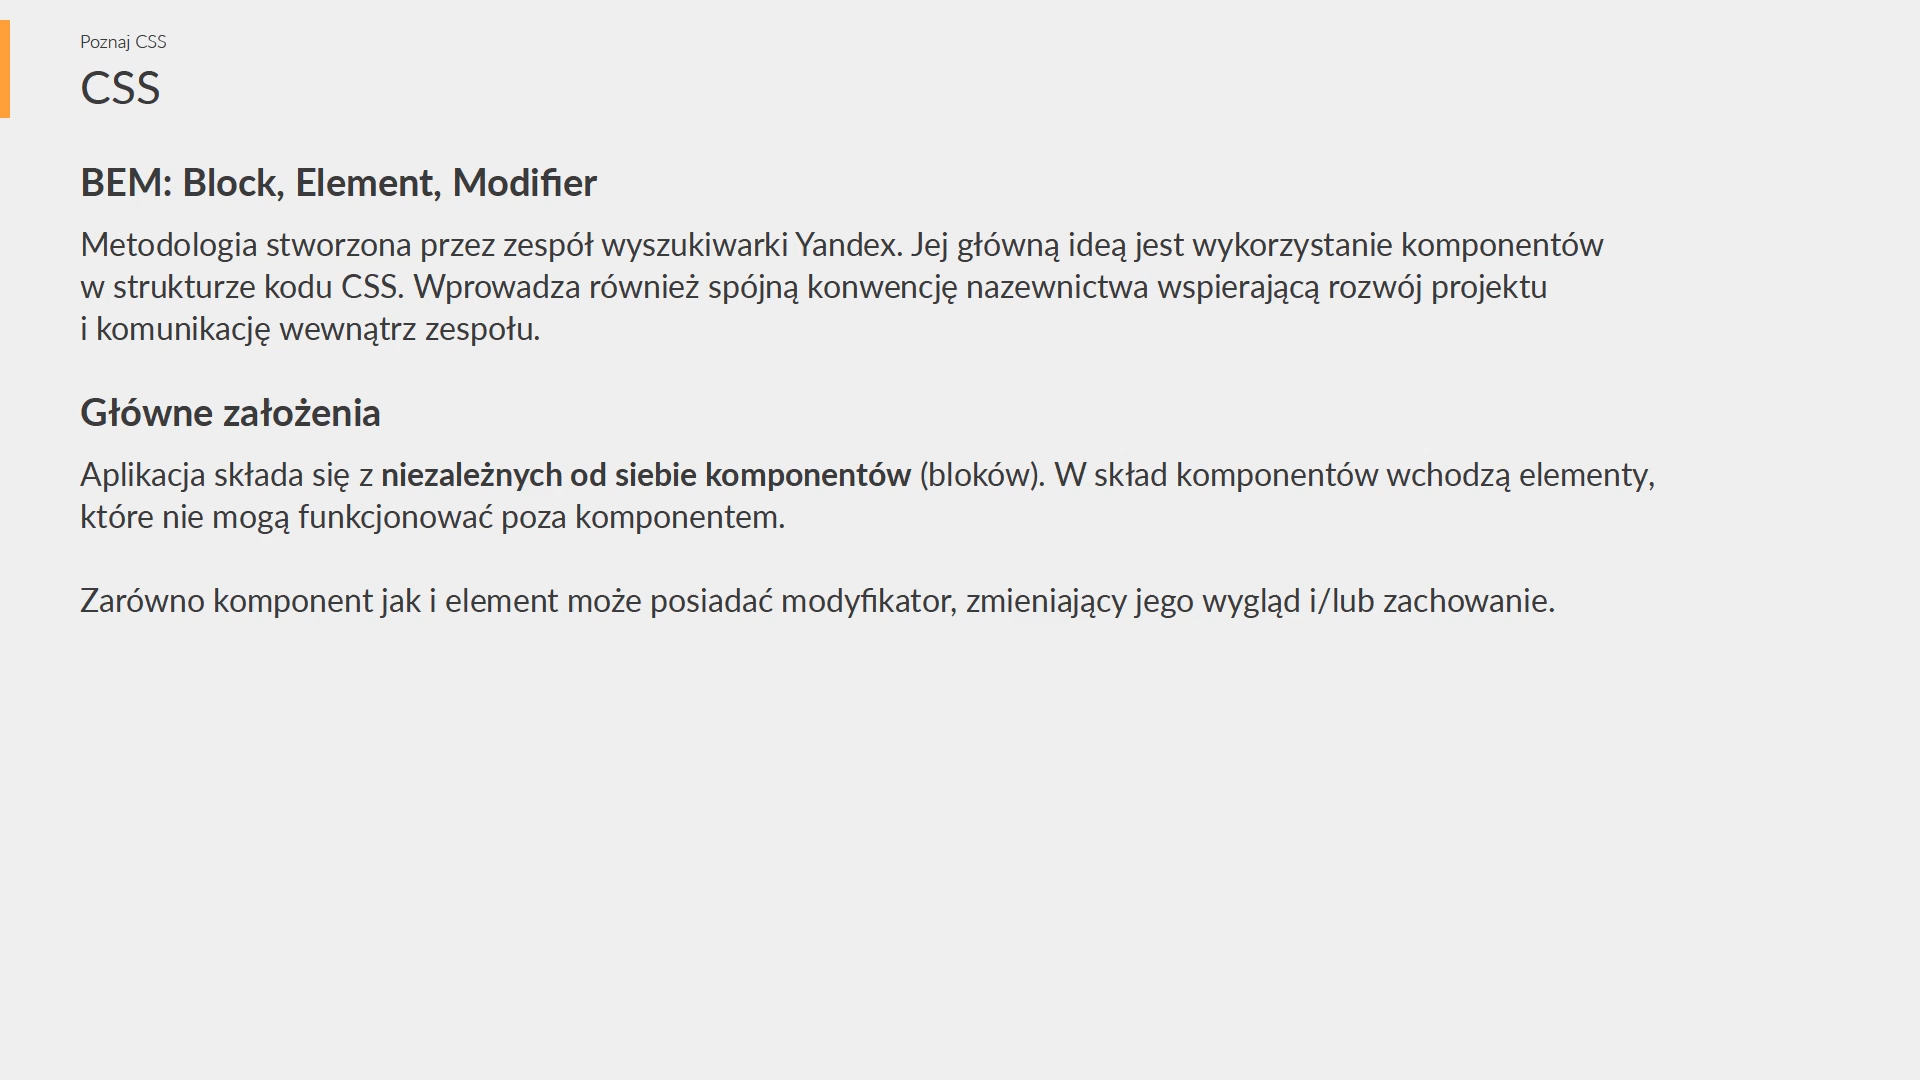 Poznaj CSS
CSS
BEM: Block, Element, Modifier
Metodologia stworzona przez zespół wyszukiwarki Yandex. Jej główną ideą jest wykorzystanie komponentów
w strukturze kodu CSS. Wprowadza również spójną konwencję nazewnictwa wspierającą rozwój projektu
i komunikację wewnątrz zespołu.
Główne założenia
Aplikacja składa się z niezależnych od siebie komponentów (bloków). W skład komponentów wchodzą elementy,
które nie mogą funkcjonować poza komponentem.
Zarówno komponent jak i element może posiadać modyfikator, zmieniający jego wygląd i/lub zachowanie.